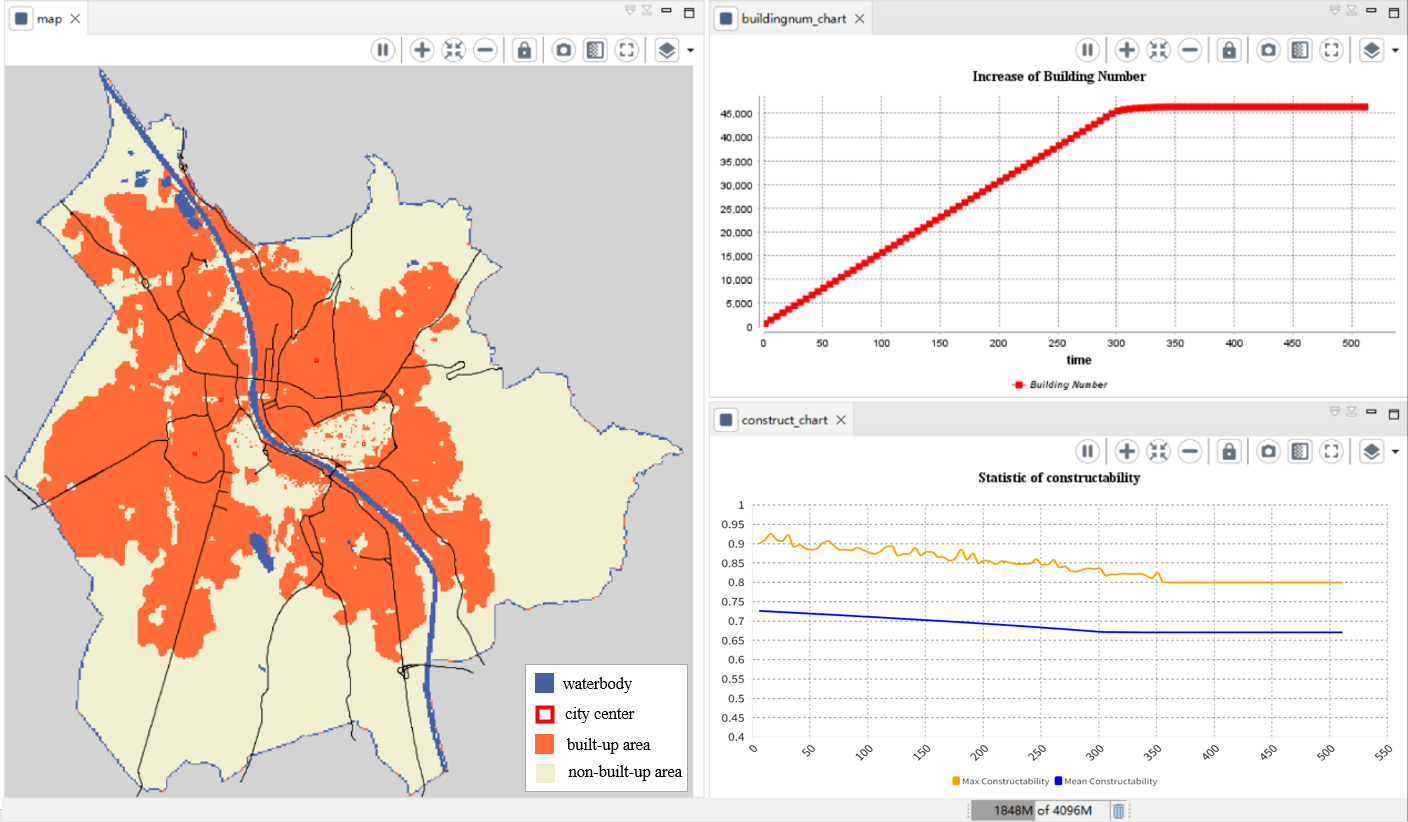 map
waterbody
city center
built-up area
non-built-up area
buildingnum_chart
Increase of Building Number
45,000
40,000
35,000
30,000
25,000
20,000
15,000
10,000
5,000
0
0 50 100 150 200 250 300 350 400 450 500
time
Building Number
construct_chart
Statistic of constructability
1
0.95
0.9
0.85
0.8
0.75
0.7
0.65
0.6
0.55
0.5
0.45
0.4
0 50 100 150 200 250 300 350 400 450 500 550
Max Constructability Mean Constructability
1848M of 4096M